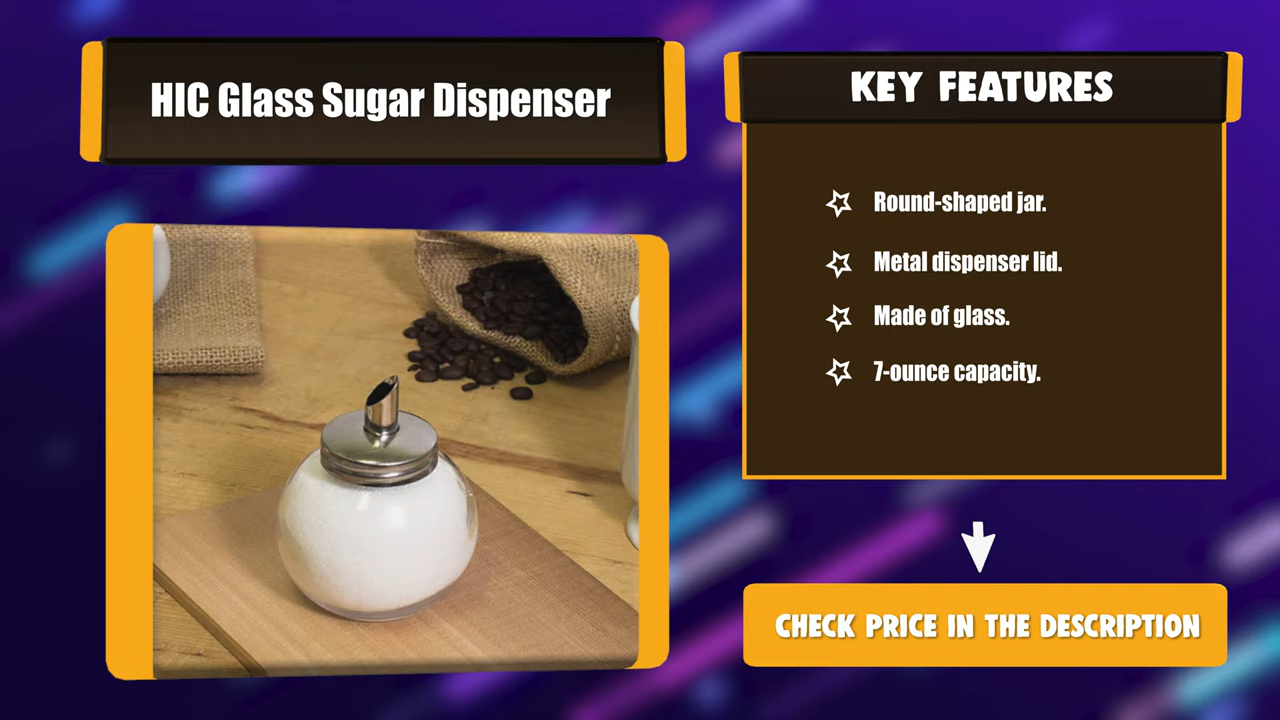 HIC Glass Sugar Dispenser
KEY FEATURES
Round-shaped jar.
Metal dispenser lid.
Made of glass.
7-ounce capacity.
CHECK PRICE IN THE DESCRIPTION